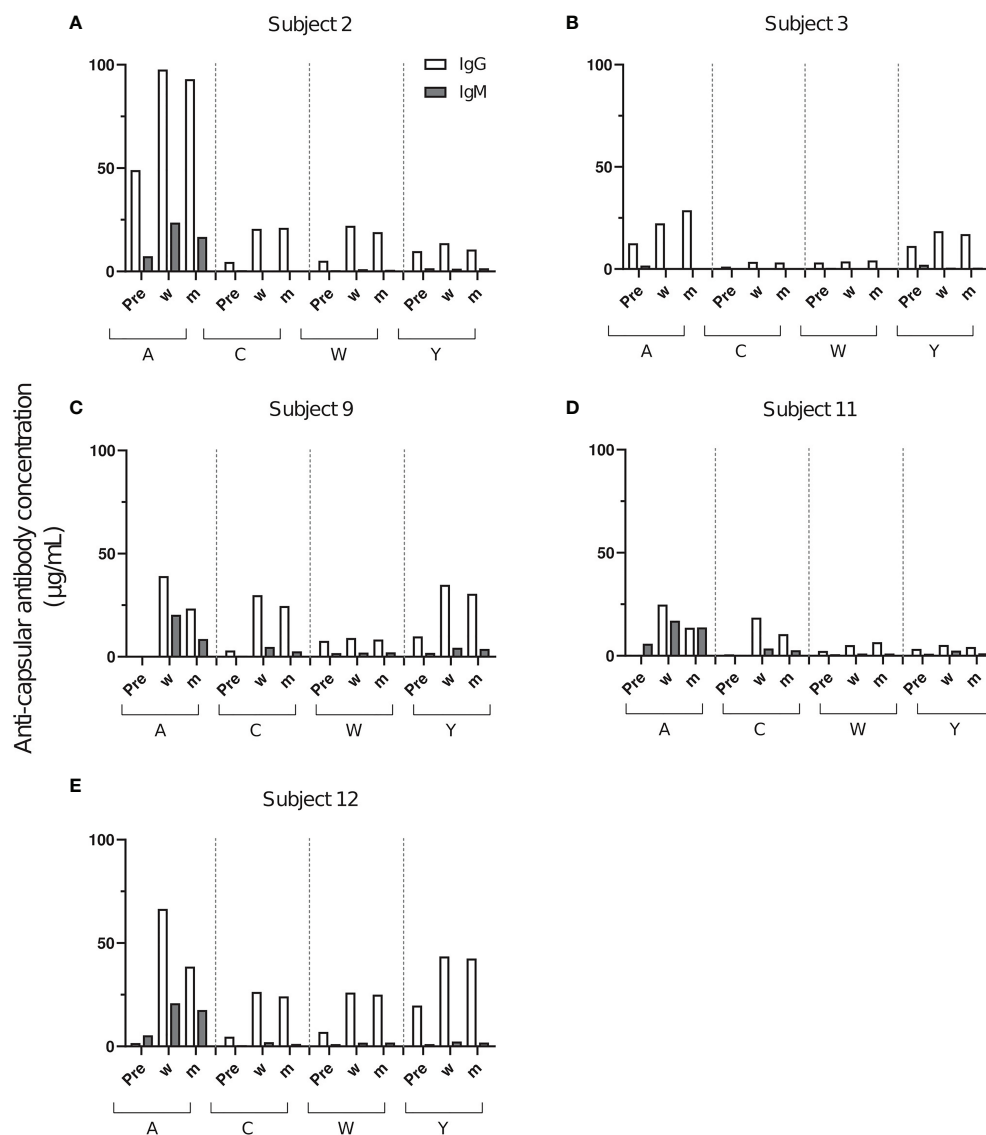 A
Subject 2
B
Subject 3
100
50
0
IgG
IgM
Pre w m Pre w m Pre w m Pre w m
A C W Y
100
50
0
Pre w m Pre w m Pre w m Pre w m
A C W Y
Anti-capsular antibody concentration
(µg/mL)
C
Subject 9
D
Subject 11
100
50
0
Pre w m Pre w m Pre w m Pre w m
A C W Y
100
50
0
Pre w m Pre w m Pre w m Pre w m
A C W Y
E
Subject 12
100
50
0
Pre w m Pre w m Pre w m Pre w m
A C W Y